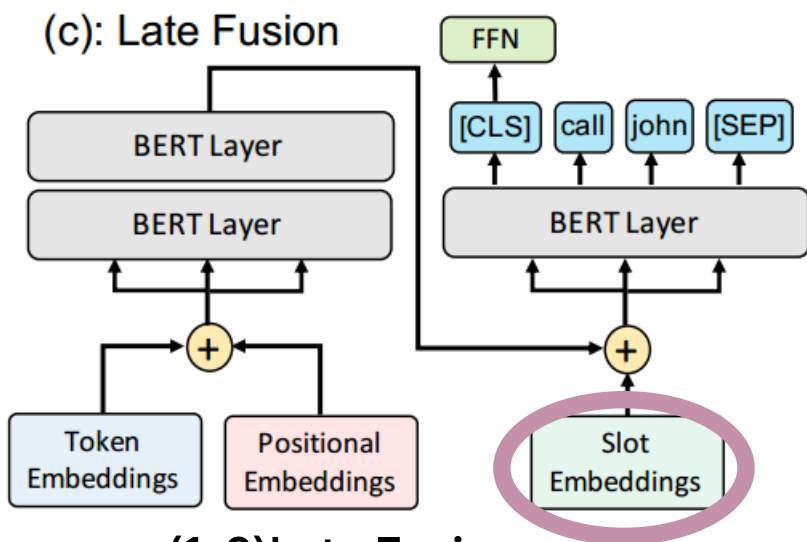 (c): Late Fusion
FFN
[CLS]
call
john
[SEP]
BERT Layer
BERT Layer
BERT Layer
+
+
Token
Embeddings
Positional
Embeddings
Slot
Embeddings